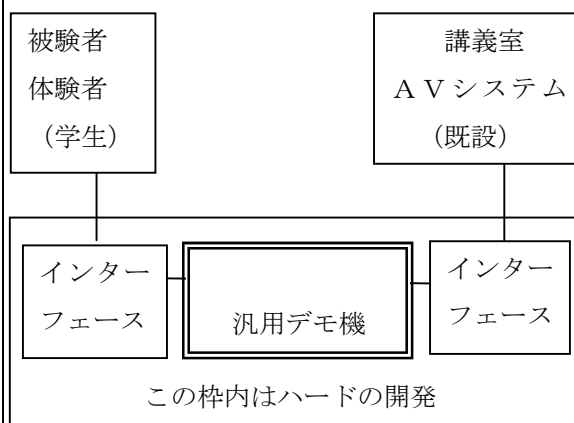 被験者
体験者
（学生）
講義室
ＡＶシステム
（既設）
インター
フェース
汎用デモ機
インター
フェース
この枠内はハードの開発